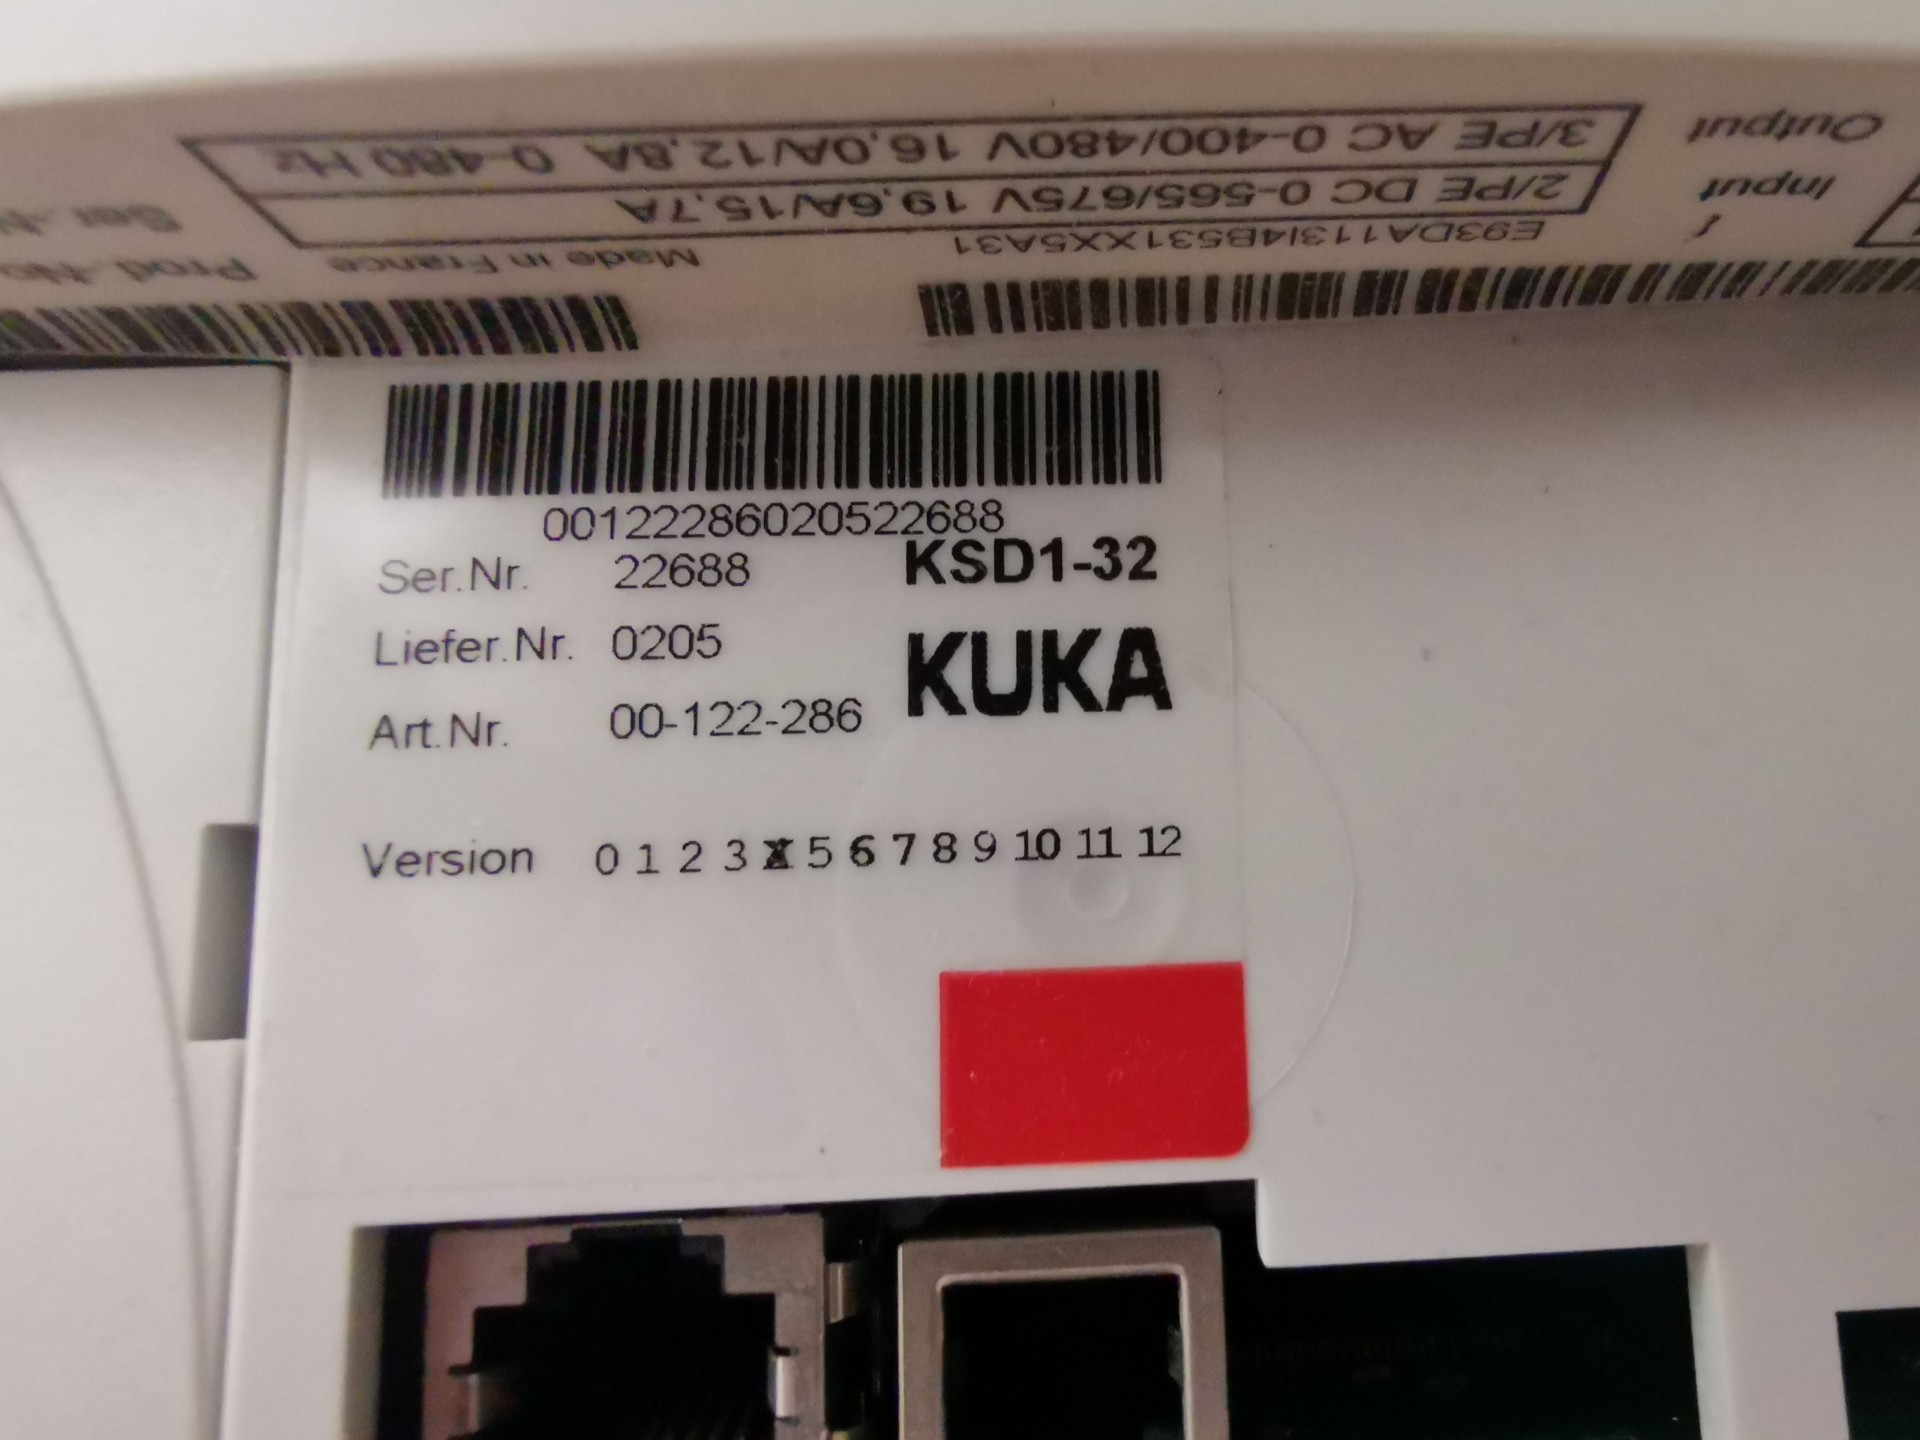 Output
3/PE AC 0-400/480V 16,0A/12,8A 0-480 Hz
Input
2/PE DC 0-565/675V 19,6A/15,7A
E93DA113I4B531XX5A31
Made in France
Prod.-No
Ser.-N
00122286020522688
KSD1-32
Ser.Nr. 22688
Liefer.Nr. 0205
KUKA
Art.Nr. 00-122-286
Version 0 1 2 3 X 5 6 7 8 9 10 11 12